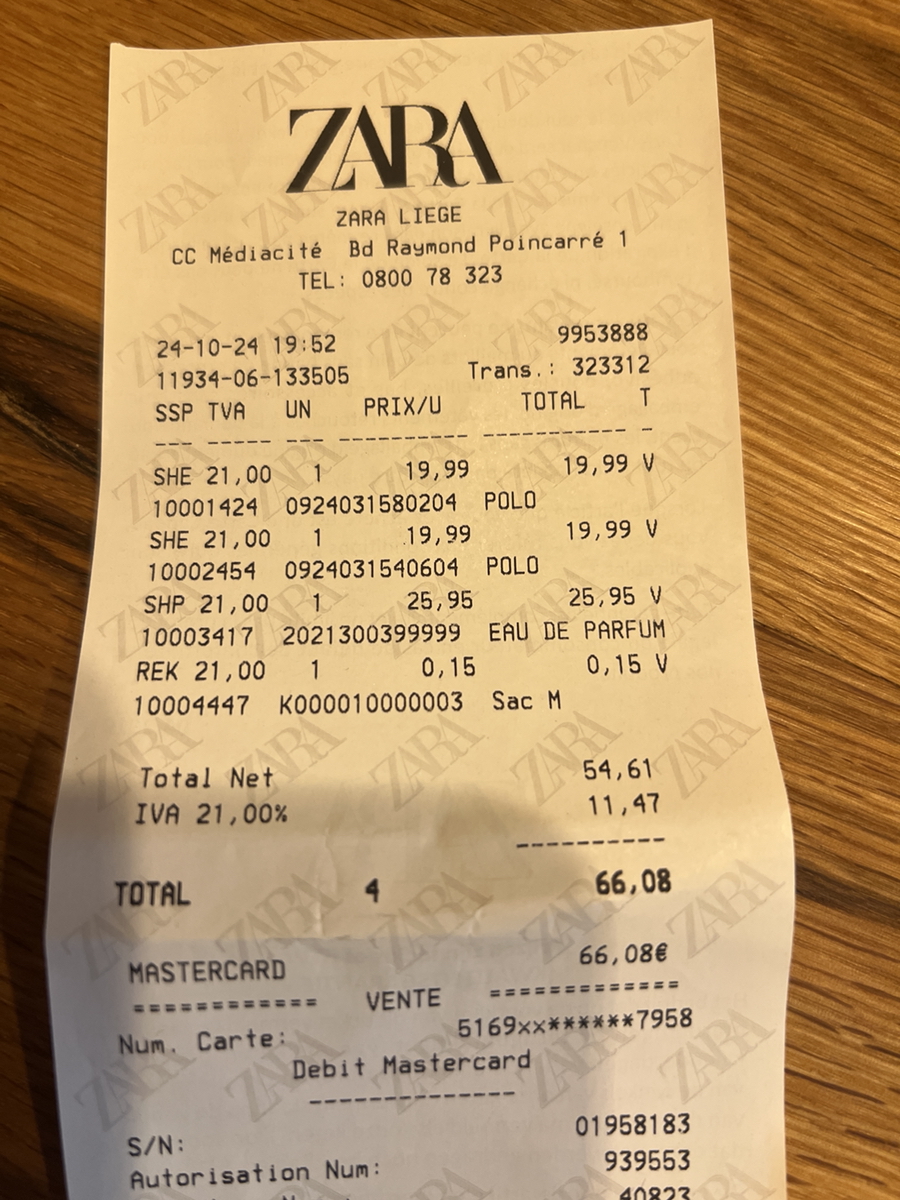 ZARA
ZARA LIEGE
CC Médiacité Bd Raymond Poincarré 1
TEL: 0800 78 323
24-10-24 19:52 9953888
11934-06-133505 Trans.: 323312
SSP TVA UN PRIX/U TOTAL T
--- ----- --- ---------- ----------- -
SHE 21,00 1 19,99 19,99 V
10001424 0924031580204 POLO
SHE 21,00 1 19,99 19,99 V
10002454 0924031540604 POLO
SHP 21,00 1 25,95 25,95 V
10003417 2021300399999 EAU DE PARFUM
REK 21,00 1 0,15 0,15 V
10004447 K000010000003 Sac M
Total Net 54,61
IVA 21,00% 11,47
----------
TOTAL 4 66,08
MASTERCARD 66,08€
============ VENTE ============
Num. Carte: 5169xx******7958
Debit Mastercard
--------------
S/N: 01958183
Autorisation Num: 939553
40823